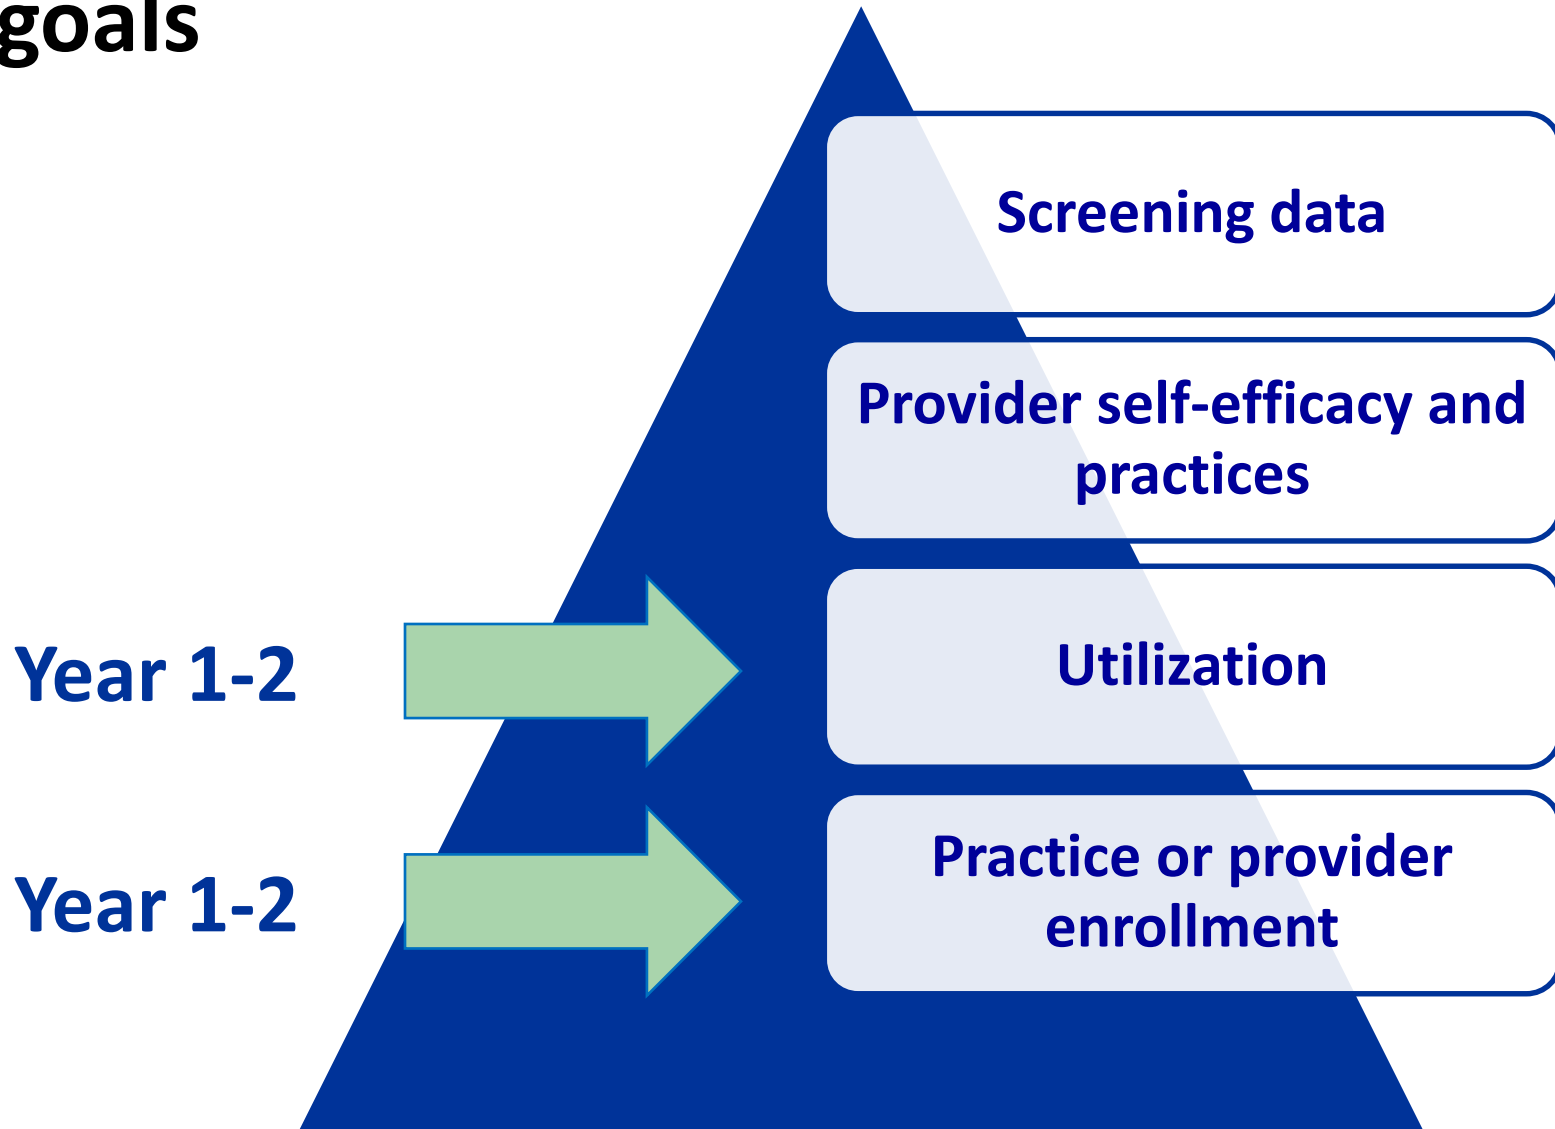 goals
Screening data
Provider self-efficacy and
practices
Year 1-2
Utilization
Year 1-2
Practice or provider
enrollment